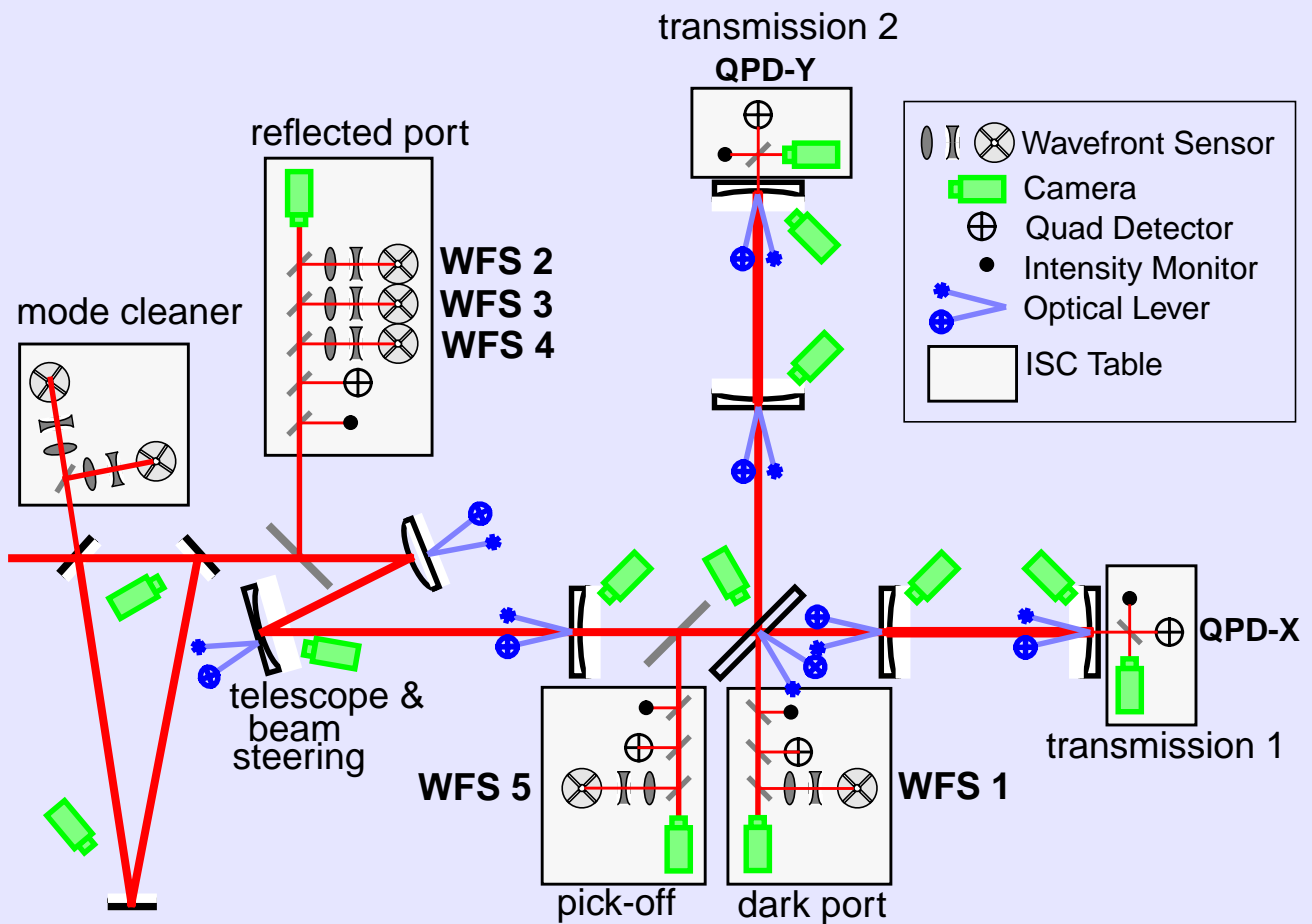 transmission 2
QPD-Y
reflected port
WFS 2
WFS 3
WFS 4
mode cleaner
Wavefront Sensor
Camera
Quad Detector
Intensity Monitor
Optical Lever
ISC Table
telescope &
beam
steering
QPD-X
transmission 1
WFS 5
WFS 1
pick-off
dark port